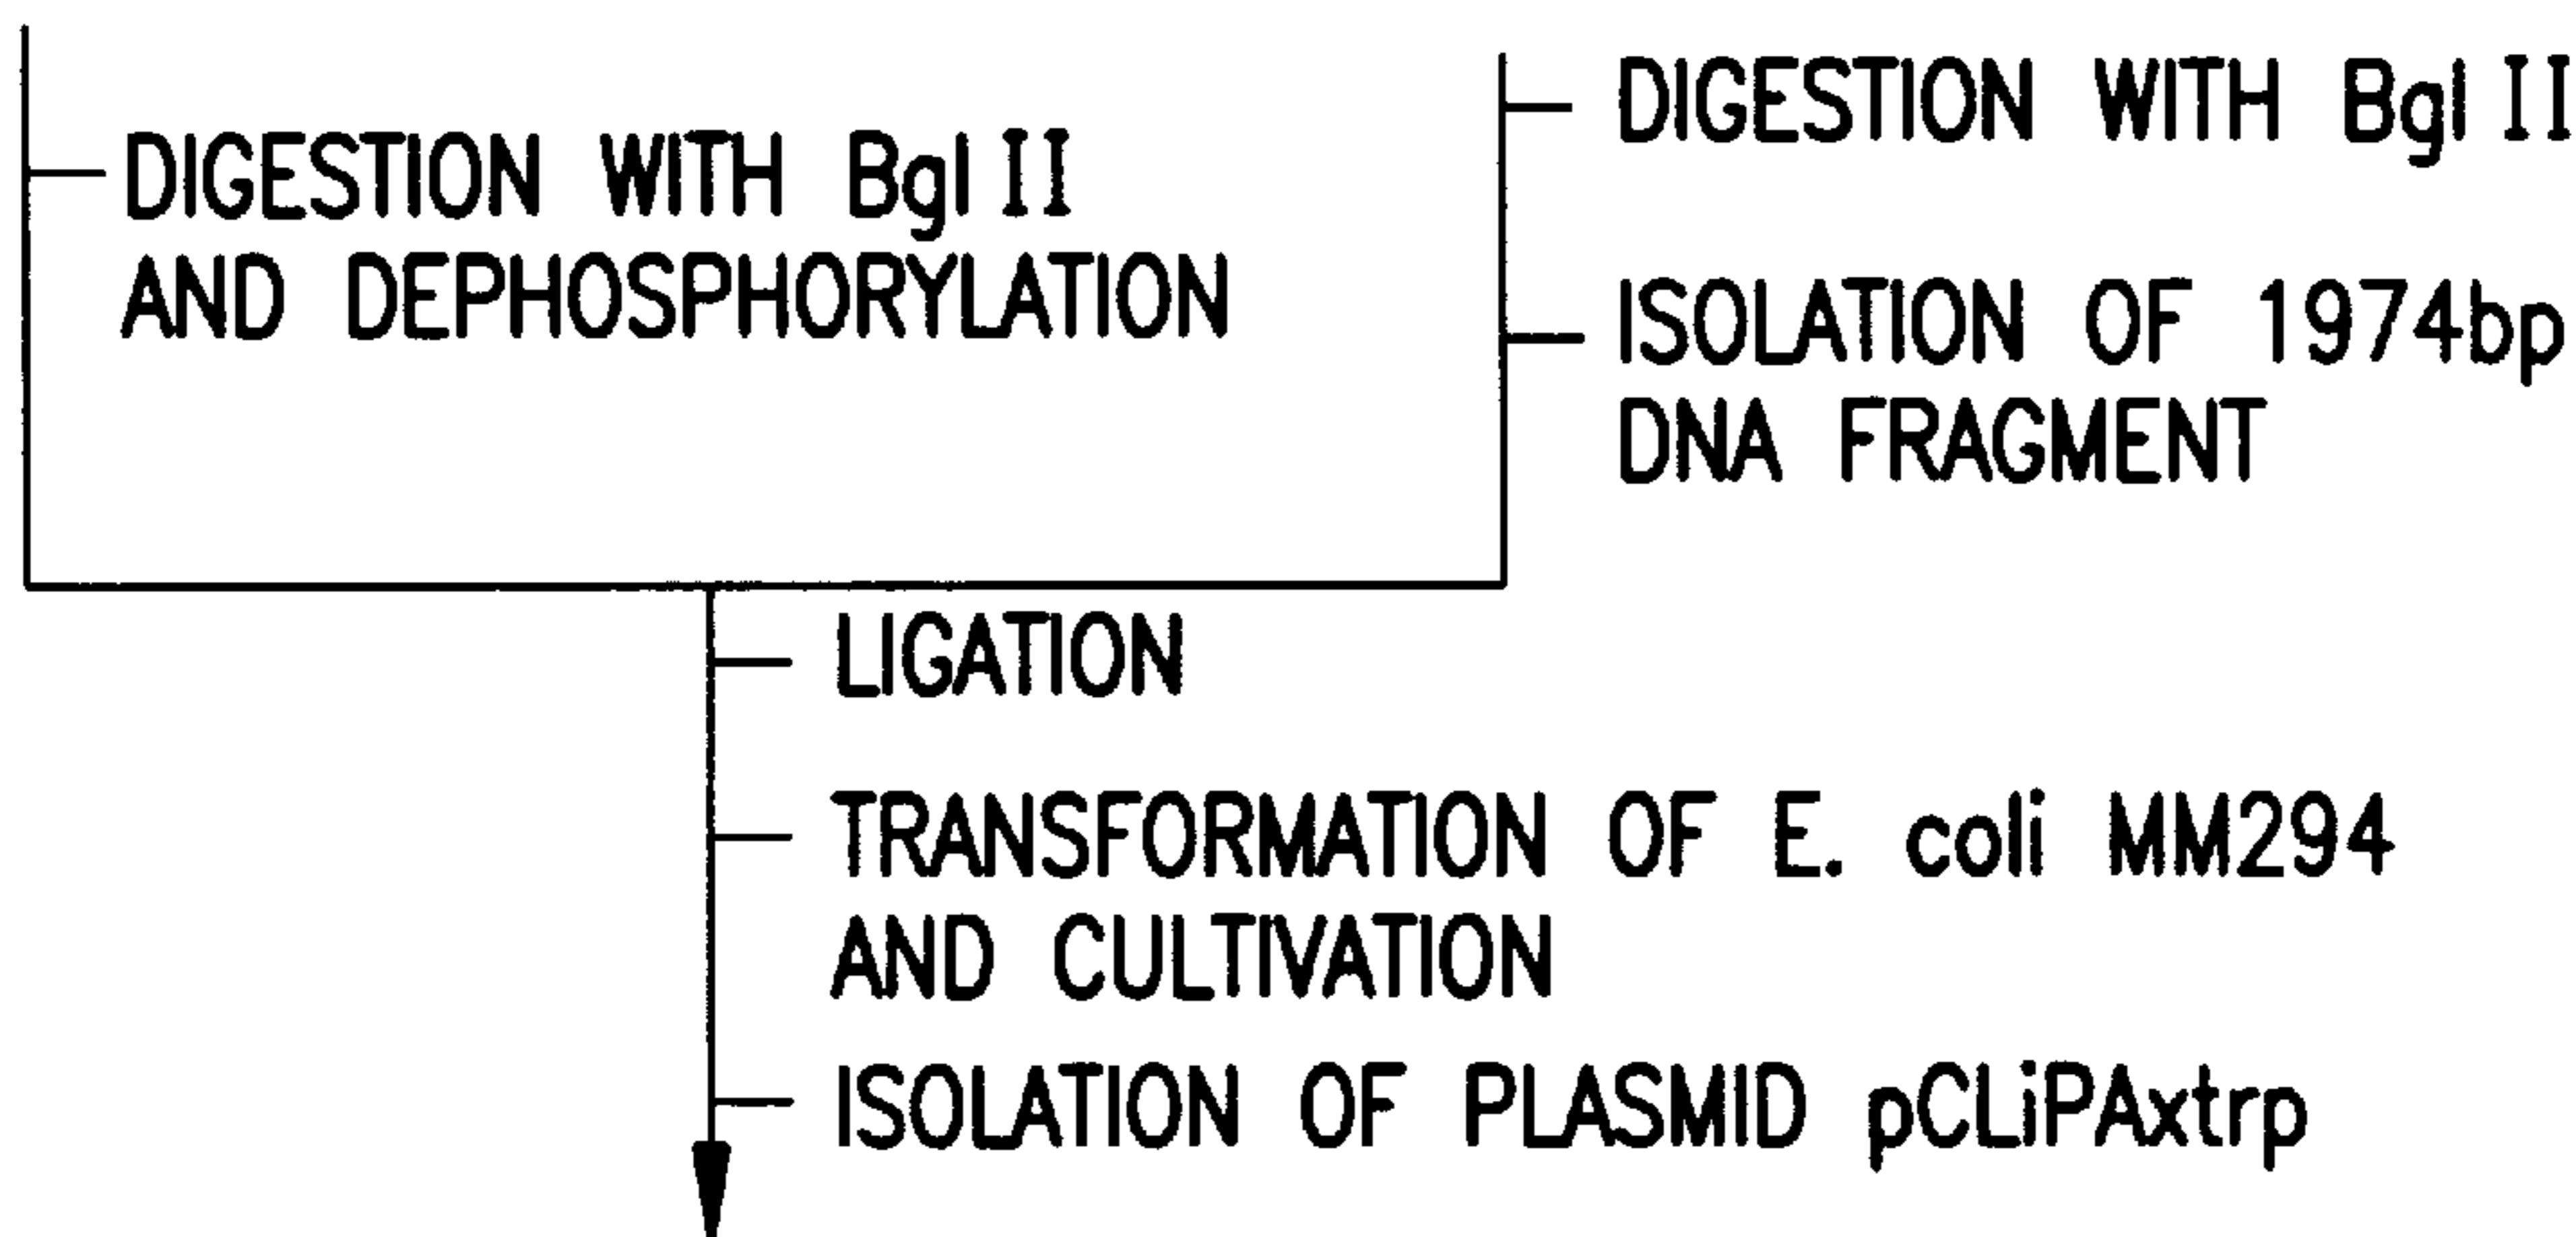 DIGESTION WITH Bgl II
AND DEPHOSPHORYLATION
DIGESTION WITH Bgl II
ISOLATION OF 1974bp
DNA FRAGMENT
LIGATION
TRANSFORMATION OF E. coli MM294
AND CULTIVATION
ISOLATION OF PLASMID pCLiPAxtrp